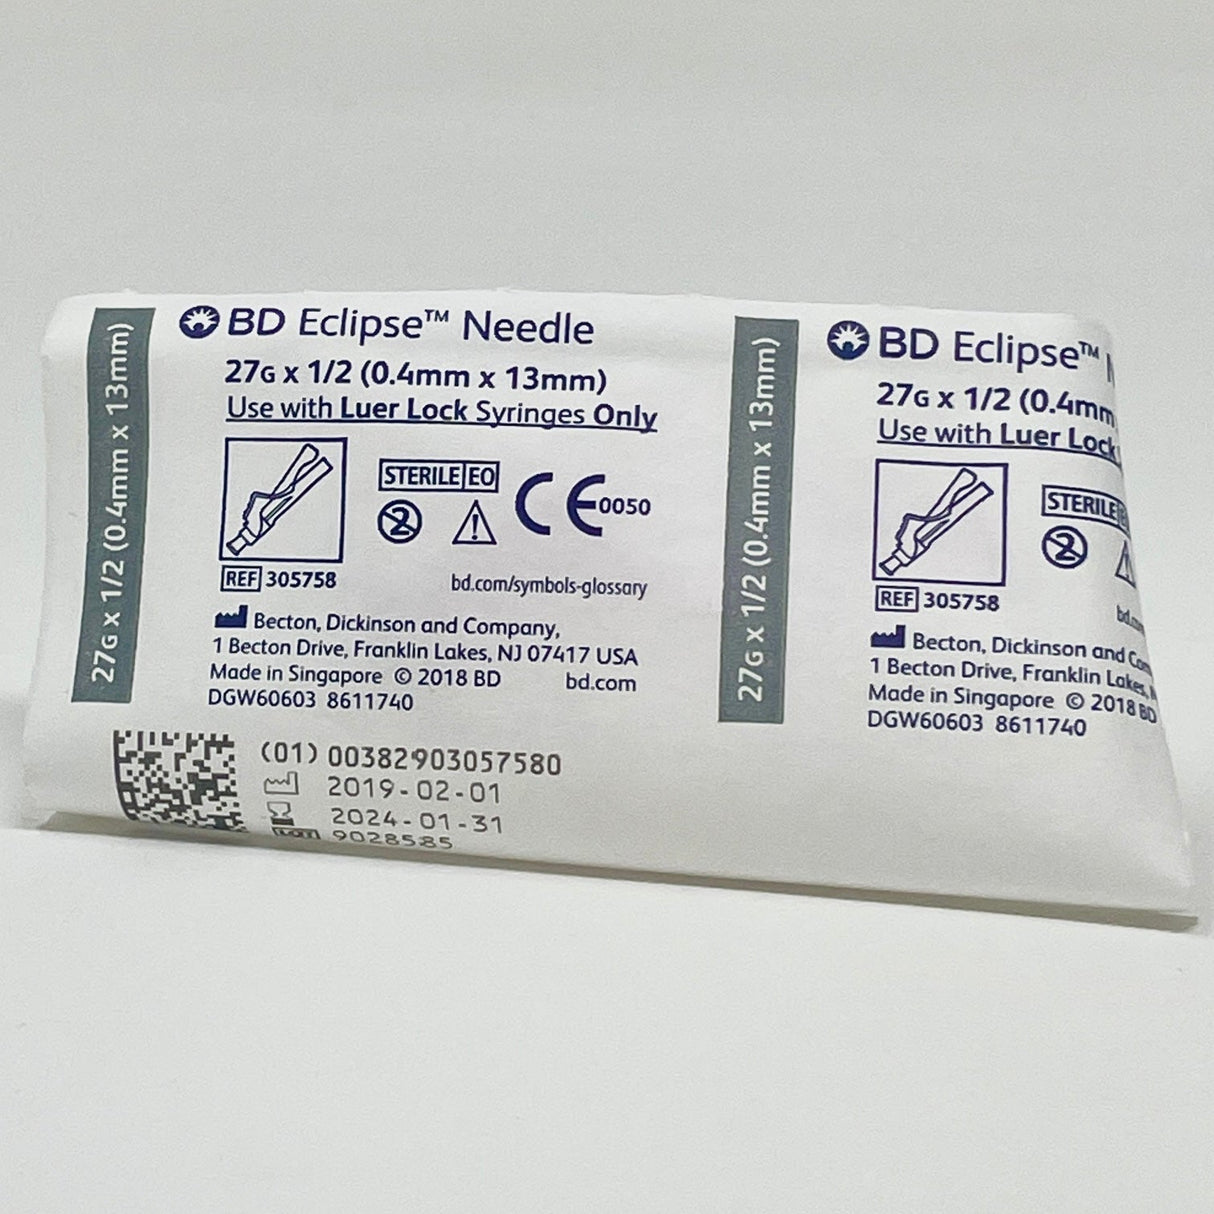 27G x 1/2 (0.4mm x 13mm)
BD Eclipse™ Needle
27G x 1/2 (0.4mm x 13mm)
Use with Luer Lock Syringes Only
STERILE EO
2
CE 0050
REF 305758
bd.com/symbols-glossary
Becton, Dickinson and Company,
1 Becton Drive, Franklin Lakes, NJ 07417 USA
Made in Singapore © 2018 BD bd.com
DGW60603 8611740
(01) 00382903057580
2019-02-01
2024-01-31
LOT 9028585
27G x 1/2 (0.4mm x 13mm)
BD Eclipse™
27G x 1/2 (0.4mm
Use with Luer Lock
STERILE
2
REF 305758
Becton, Dickinson and
1 Becton Drive, Franklin Lakes,
Made in Singapore © 2018 BD
DGW60603 8611740